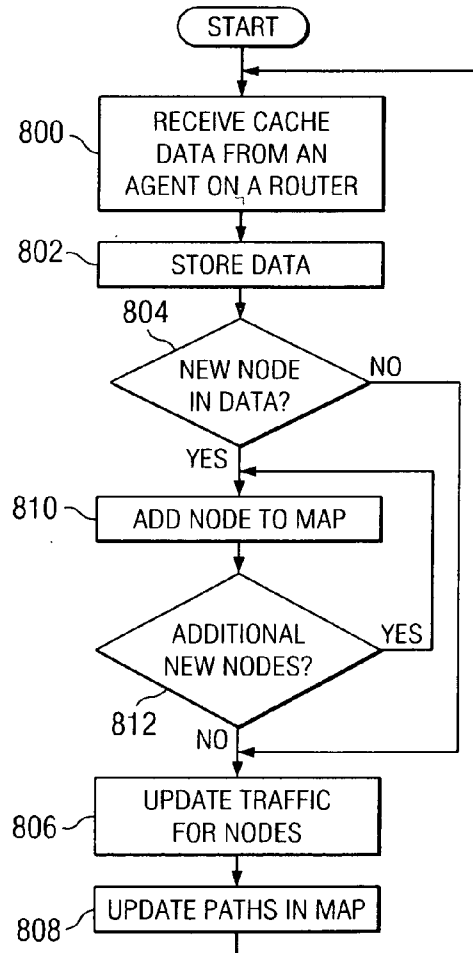 START
800
RECEIVE CACHE
DATA FROM AN
AGENT ON A ROUTER
802
STORE DATA
804
NEW NODE
IN DATA?
NO
YES
810
ADD NODE TO MAP
ADDITIONAL
NEW NODES?
YES
812
NO
806
UPDATE TRAFFIC
FOR NODES
808
UPDATE PATHS IN MAP